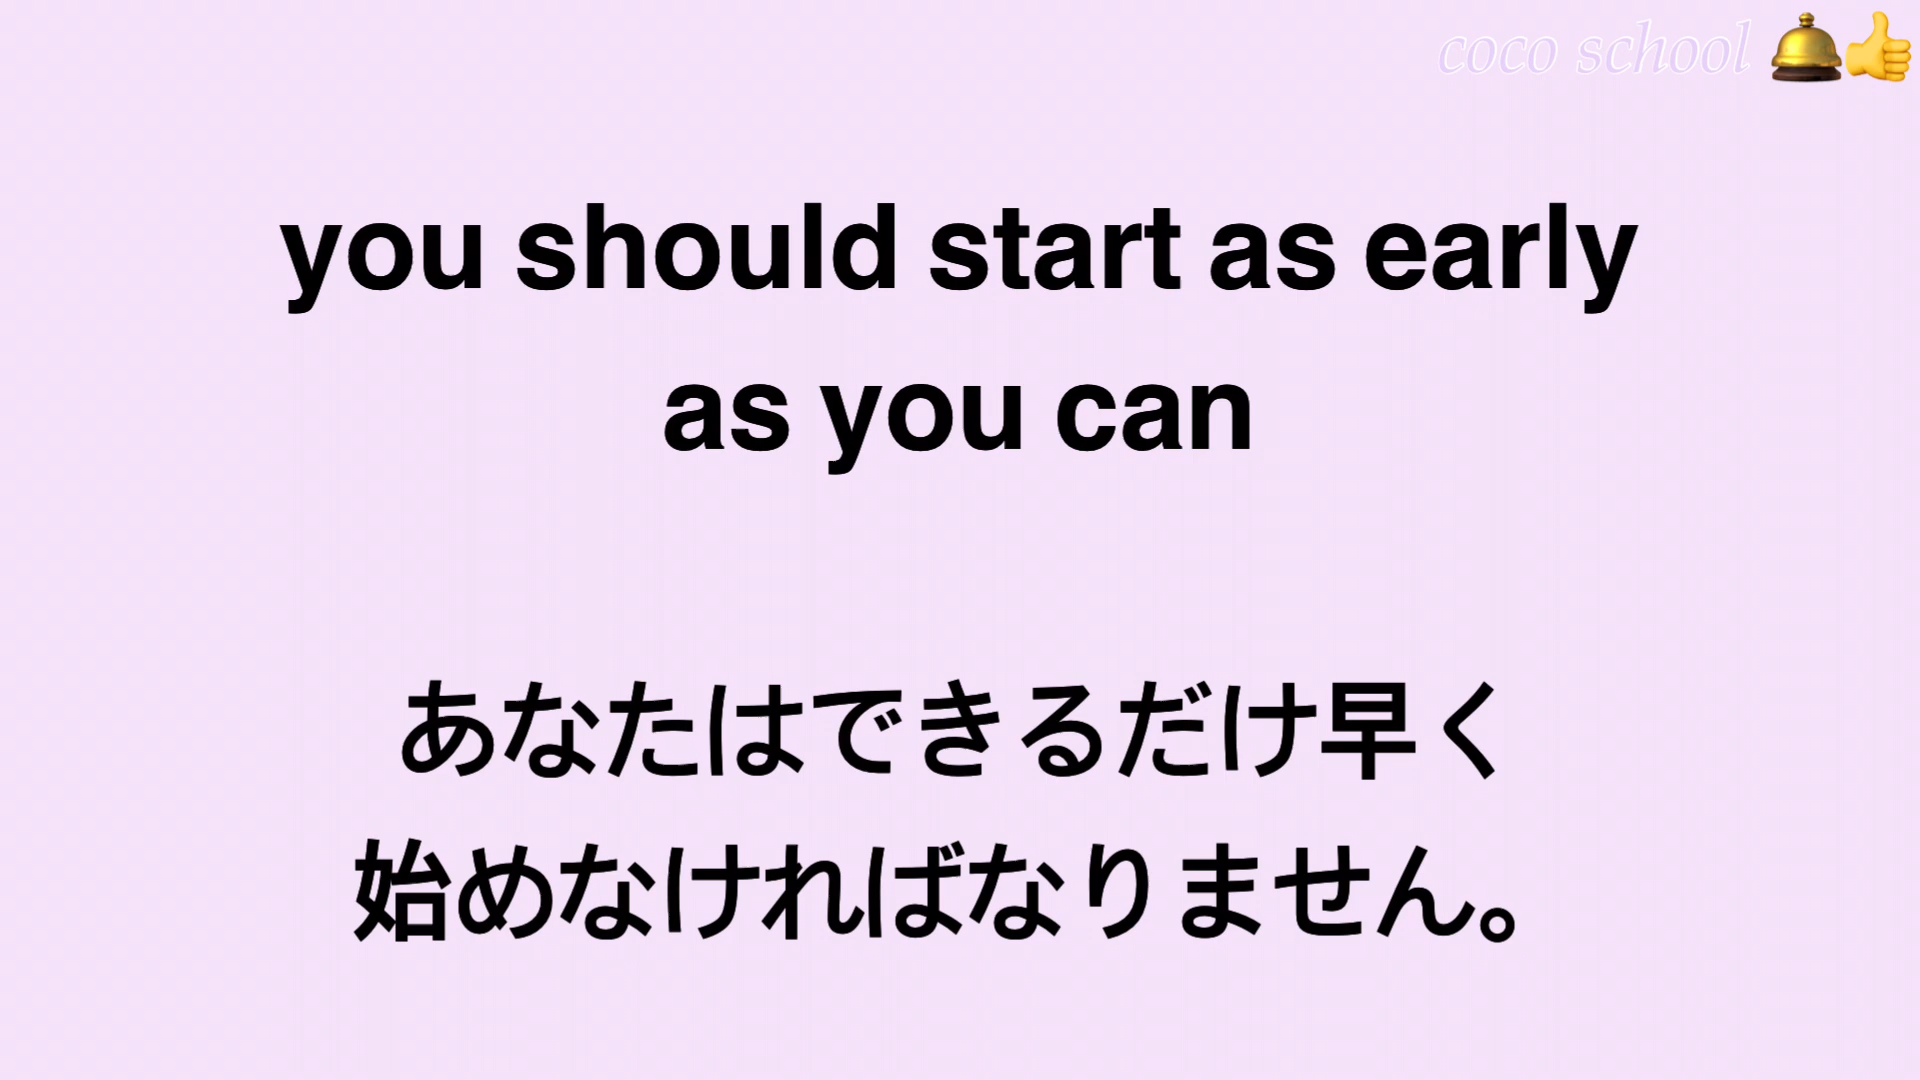 coco school
you should start as early
as you can
あなたはできるだけ早く
始めなければなりません。